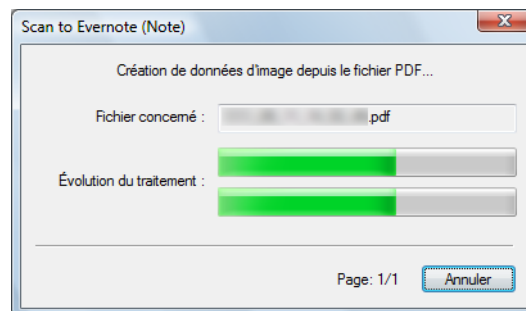 Scan to Evernote (Note)
Création de données d'image depuis le fichier PDF...
Fichier concerné : .pdf
Évolution du traitement :
Page: 1/1 Annuler